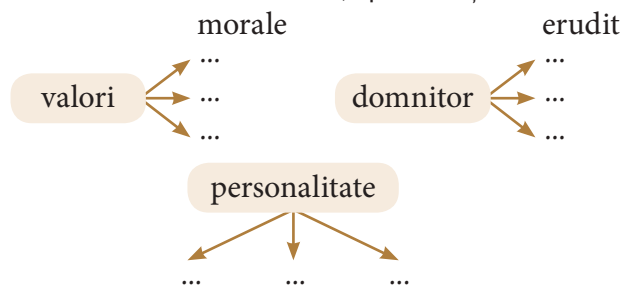 morale erudit
... ...
valori ... domnitor ...
... ...
personalitate
... ... ...